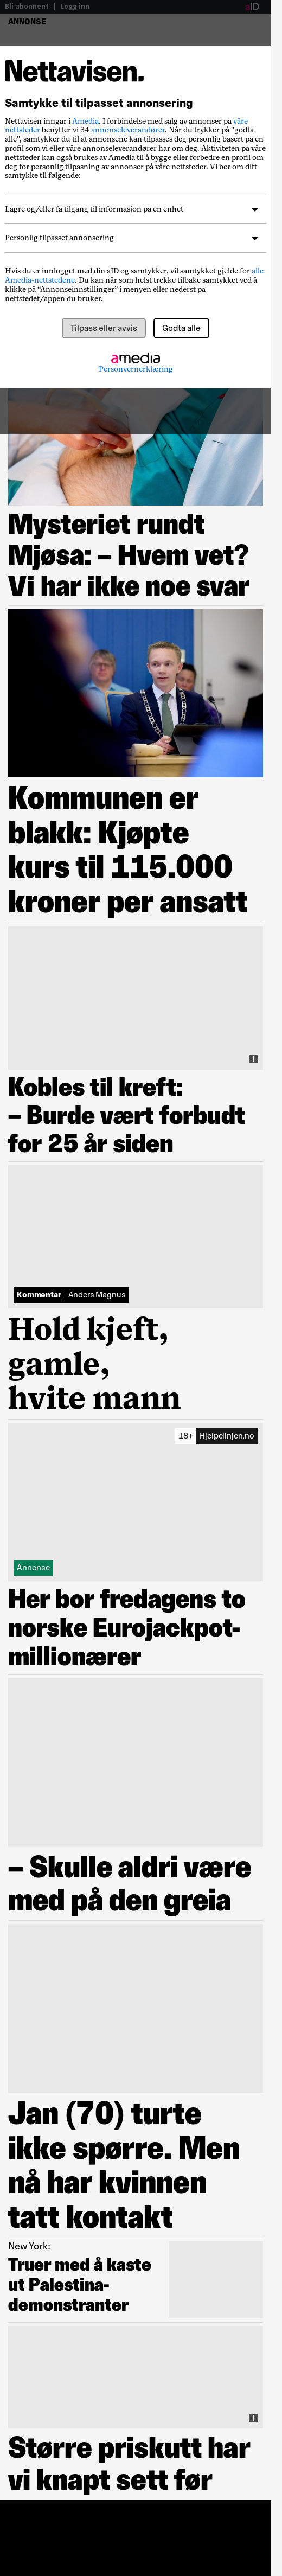 Bli abonnent | Logg inn
aID
ANNONSE
Nettavisen.
Samtykke til tilpasset annonsering
Nettavisen inngår i Amedia. I forbindelse med salg av annonser på våre
nettsteder benytter vi 34 annonseleverandører. Når du trykker på "godta
alle", samtykker du til at annonsene kan tilpasses deg personlig basert på en
profil som vi eller våre annonseleverandører har om deg. Aktiviteten på våre
nettsteder kan også brukes av Amedia til å bygge eller forbedre en profil om
deg for personlig tilpasning av annonser på våre nettsteder. Vi ber om ditt
samtykke til følgende:
Lagre og/eller få tilgang til informasjon på en enhet
Personlig tilpasset annonsering
Hvis du er innlogget med din aID og samtykker, vil samtykket gjelde for alle
Amedia-nettstedene. Du kan når som helst trekke tilbake samtykket ved å
klikke på “Annonseinnstillinger” i menyen eller nederst på
nettstedet/appen du bruker.
Tilpass eller avvis
Godta alle
amedia
Personvernerklæring
Mysteriet rundt
Mjøsa: – Hvem vet?
Vi har ikke noe svar
Kommunen er
blakk: Kjøpte
kurs til 115.000
kroner per ansatt
Kobles til kreft:
– Burde vært forbudt
for 25 år siden
Kommentar | Anders Magnus
Hold kjeft,
gamle,
hvite mann
18+ Hjelpelinjen.no
Annonse
Her bor fredagens to
norske Eurojackpot-
millionærer
– Skulle aldri være
med på den greia
Jan (70) turte
ikke spørre. Men
nå har kvinnen
tatt kontakt
New York:
Truer med å kaste
ut Palestina-
demonstranter
Større priskutt har
vi knapt sett før